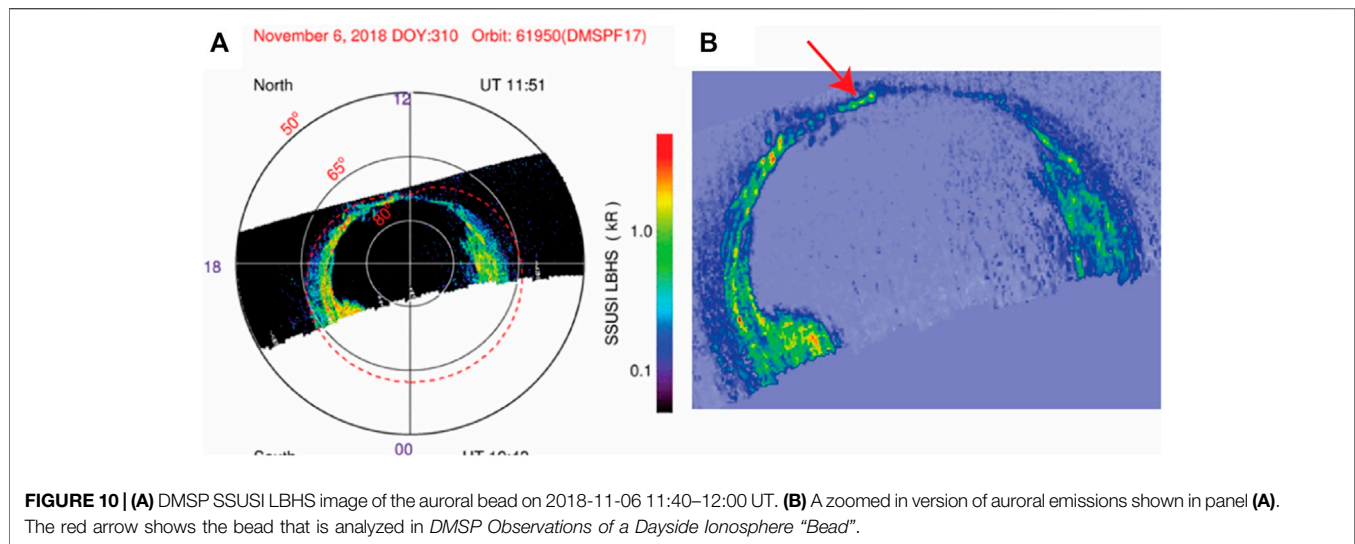 A
November 6, 2018 DOY:310 Orbit: 61950(DMSPF17)
B
North
UT 11:51
12
50°
65°
80°
18
00
1.0
0.1
SSUSI LBHS ( kR )
FIGURE 10 | (A) DMSP SSUSI LBHS image of the auroral bead on 2018-11-06 11:40–12:00 UT. (B) A zoomed in version of auroral emissions shown in panel (A).
The red arrow shows the bead that is analyzed in DMSP Observations of a Dayside Ionosphere “Bead”.